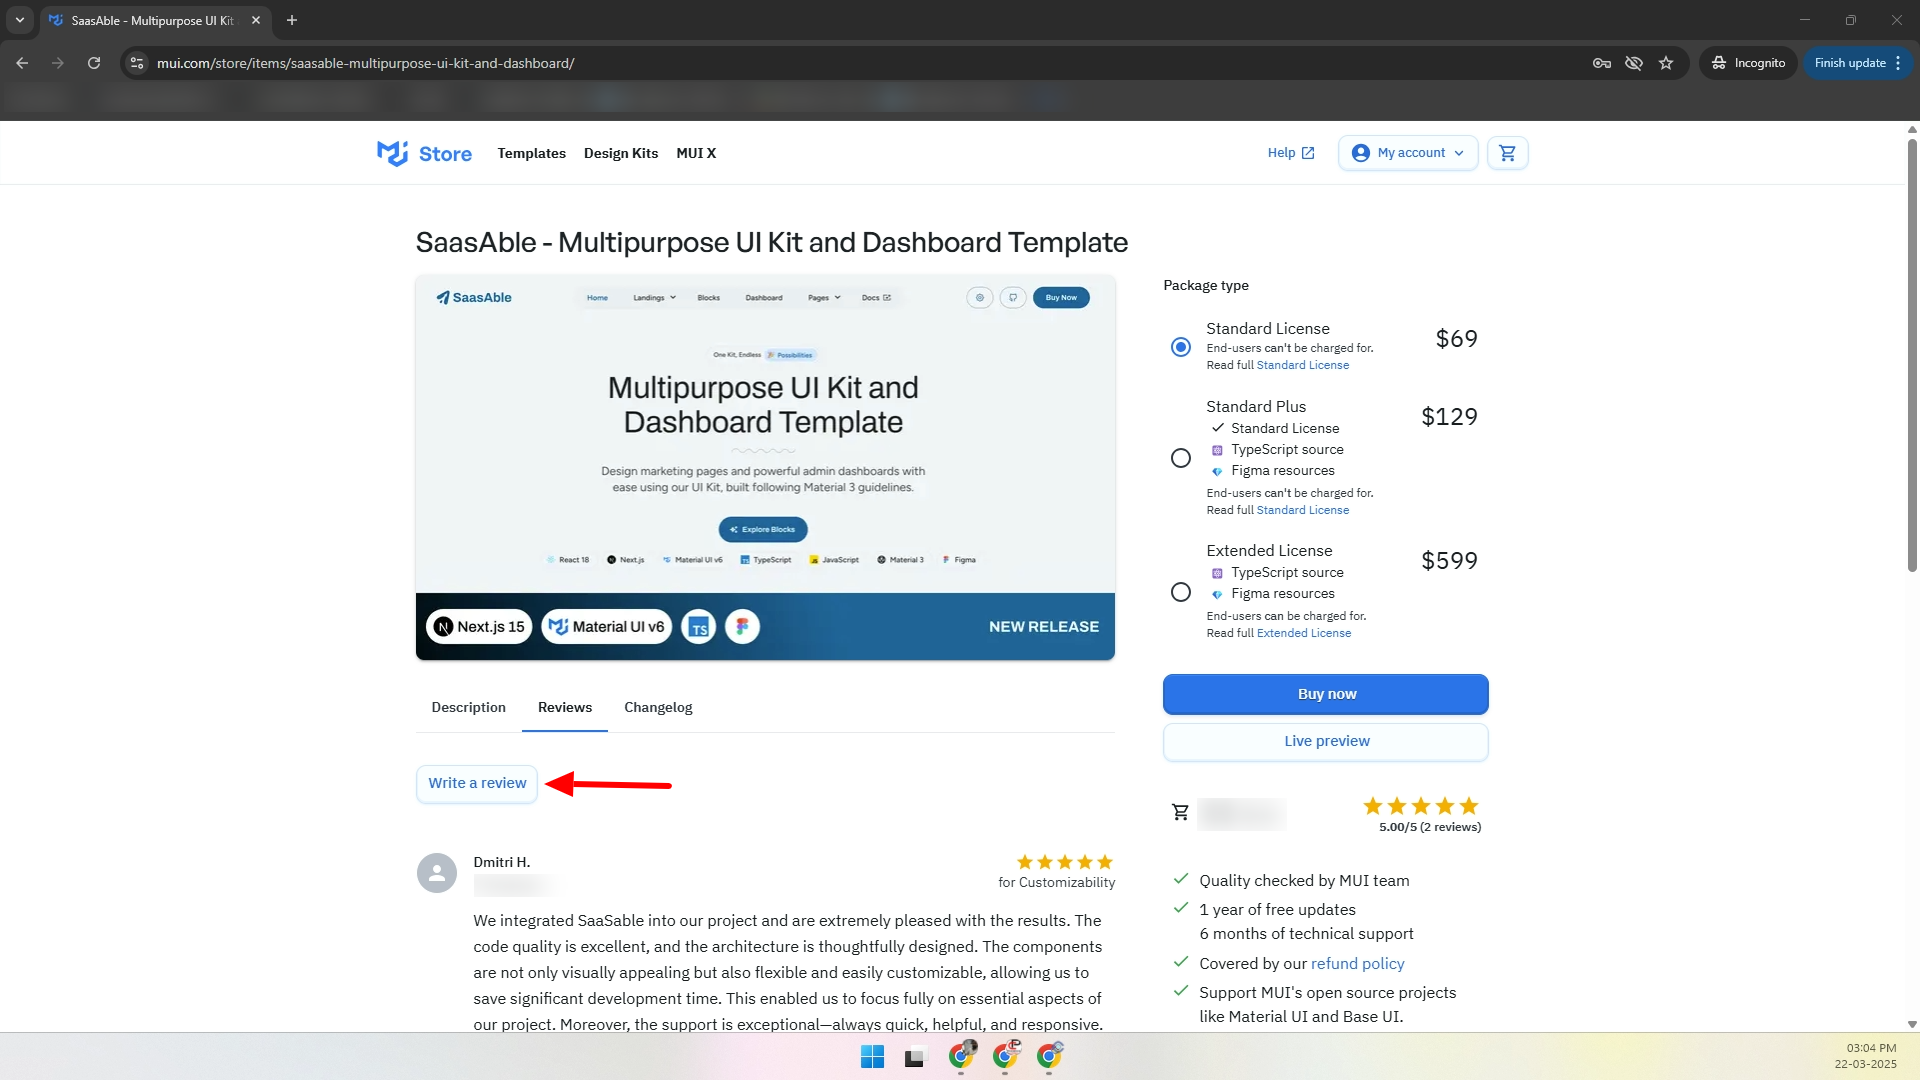 SaasAble - Multipurpose UI Kit
mui.com/store/items/saasable-multipurpose-ui-kit-and-dashboard/
Incognito
Finish update
Store
Templates
Design Kits
MUI X
Help
My account
SaasAble - Multipurpose UI Kit and Dashboard Template
SaasAble
Home
Landings
Blocks
Dashboard
Pages
Docs
Buy Now
One Kit, Endless
Possibilities
Multipurpose UI Kit and
Dashboard Template
Design marketing pages and powerful admin dashboards with
ease using our UI Kit, built following Material 3 guidelines.
Explore Blocks
React 18
Next.js
Material UI v6
TypeScript
JavaScript
Material 3
Figma
Next.js 15
Material UI v6
TS
NEW RELEASE
Package type
Standard License
$69
End-users can't be charged for.
Read full Standard License
Standard Plus
$129
Standard License
TypeScript source
Figma resources
End-users can't be charged for.
Read full Standard License
Extended License
$599
TypeScript source
Figma resources
End-users can be charged for.
Read full Extended License
Buy now
Live preview
5.00/5 (2 reviews)
Quality checked by MUI team
1 year of free updates
6 months of technical support
Covered by our refund policy
Support MUI's open source projects
like Material UI and Base UI.
Description
Reviews
Changelog
Write a review
Dmitri H.
for Customizability
We integrated SaaSable into our project and are extremely pleased with the results. The
code quality is excellent, and the architecture is thoughtfully designed. The components
are not only visually appealing but also flexible and easily customizable, allowing us to
save significant development time. This enabled us to focus fully on essential aspects of
our project. Moreover, the support is exceptional—always quick, helpful, and responsive.
03:04 PM
22-03-2025